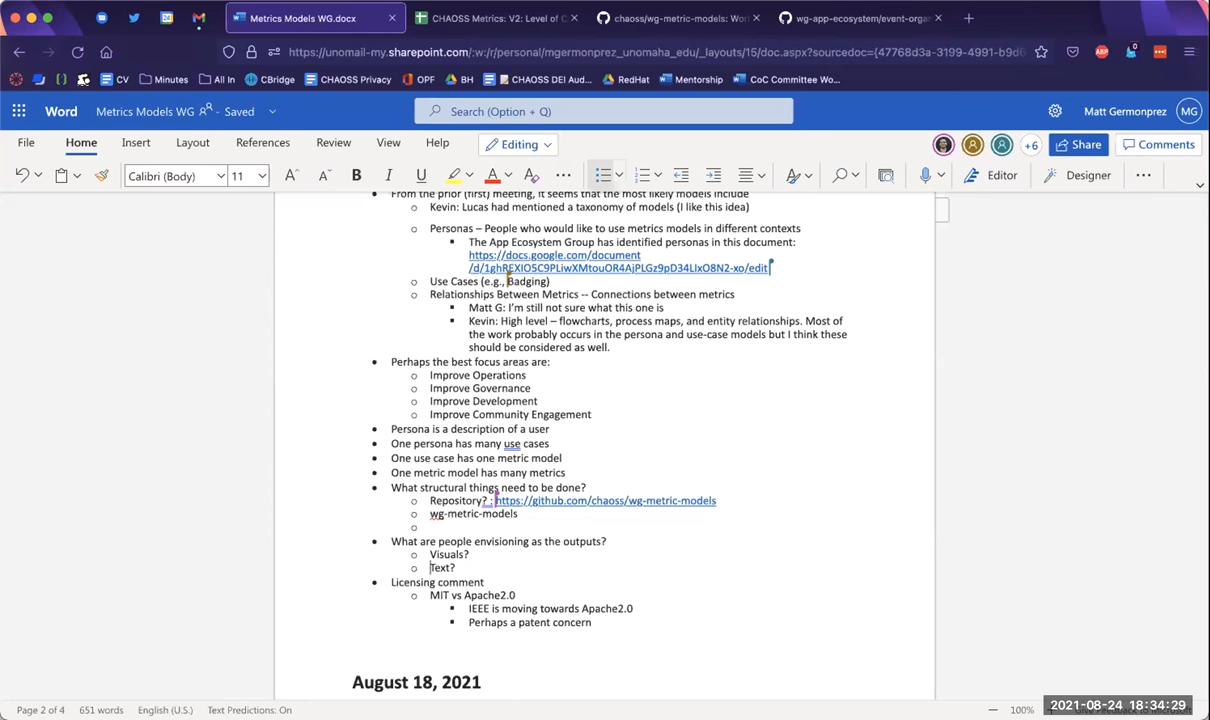 Metrics Models WG.docx
CHAOSS Metrics: V2: Level of C
chaoss/wg-metric-models: Wor
wg-app-ecosystem/event-organ
https://unomail-my.sharepoint.com/:w:/r/personal/mgermonprez_unomaha_edu/_layouts/15/doc.aspx?sourcedoc={47768d3a-3199-4991-b9d6
CV
Minutes
All In
CBridge
CHAOSS Privacy
OPF
BH
CHAOSS DEI Aud...
RedHat
Mentorship
CoC Committee Wo...
Word
Metrics Models WG - Saved
Search (Option + Q)
Matt Germonprez MG
File Home Insert Layout References Review View Help Editing
+6 Share Comments
Calibri (Body) 11 B I U A Editor Designer
From the prior (first) meeting, it seems that the most likely models include
Kevin: Lucas had mentioned a taxonomy of models (I like this idea)
Personas – People who would like to use metrics models in different contexts
The App Ecosystem Group has identified personas in this document:
https://docs.google.com/document
/d/1ghREXIO5C9PLiwXMtouOR4AjPLGz9pD34LIxO8N2-xo/edit
Use Cases (e.g., Badging)
Relationships Between Metrics -- Connections between metrics
Matt G: I'm still not sure what this one is
Kevin: High level – flowcharts, process maps, and entity relationships. Most of
the work probably occurs in the persona and use-case models but I think these
should be considered as well.
Perhaps the best focus areas are:
Improve Operations
Improve Governance
Improve Development
Improve Community Engagement
Persona is a description of a user
One persona has many use cases
One use case has one metric model
One metric model has many metrics
What structural things need to be done?
Repository? : https://github.com/chaoss/wg-metric-models
wg-metric-models
What are people envisioning as the outputs?
Visuals?
Text?
Licensing comment
MIT vs Apache2.0
IEEE is moving towards Apache2.0
Perhaps a patent concern
August 18, 2021
Page 2 of 4 651 words English (U.S.) Text Predictions: On
100%
2021-08-24 18:34:29